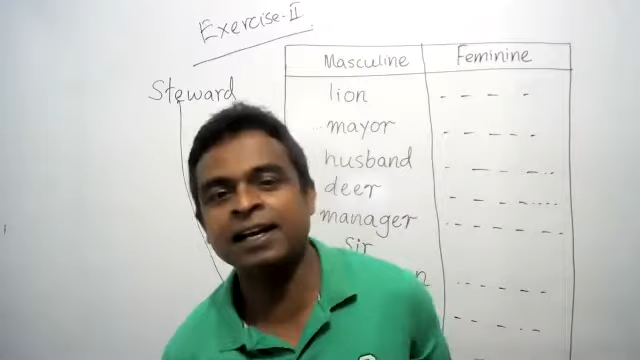 Exercise-II
Steward
Masculine Feminine
lion - - - -
mayor - - - - -
husband - - - - -
deer - - - - - - -
manager - - - - - -
Sir
n - - - - -
- - - -